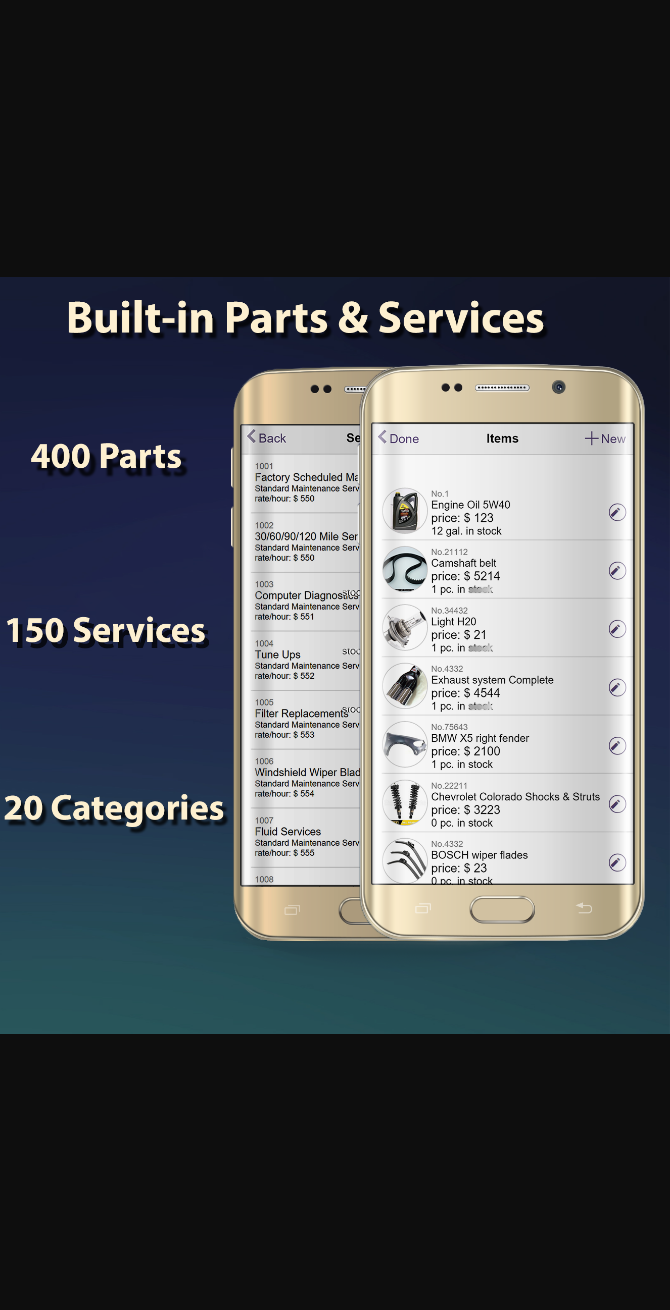 Built-in Parts & Services
400 Parts
150 Services
20 Categories
Back
Se
1001
Factory Scheduled Ma
Standard Maintenance Serv
rate/hour: $ 550
1002
30/60/90/120 Mile Ser
Standard Maintenance Serv
rate/hour: $ 550
1003
Computer Diagnostics
Standard Maintenance Serv
rate/hour: $ 551
1004
Tune Ups
Standard Maintenance Serv
rate/hour: $ 552
1005
Filter Replacements
Standard Maintenance Serv
rate/hour: $ 553
1006
Windshield Wiper Blad
Standard Maintenance Serv
rate/hour: $ 554
1007
Fluid Services
Standard Maintenance Serv
rate/hour: $ 555
1008
Done Items New
No.1
Engine Oil 5W40
price: $ 123
12 gal. in stock
No.21112
Camshaft belt
price: $ 5214
1 pc. in stock
No.34432
Light H20
price: $ 21
1 pc. in stock
No.4332
Exhaust system Complete
price: $ 4544
1 pc. in stock
No.75643
BMW X5 right fender
price: $ 2100
1 pc. in stock
No.22211
Chevrolet Colorado Shocks & Struts
price: $ 3223
0 pc. in stock
No.4332
BOSCH wiper flades
price: $ 23
0 pc. in stock